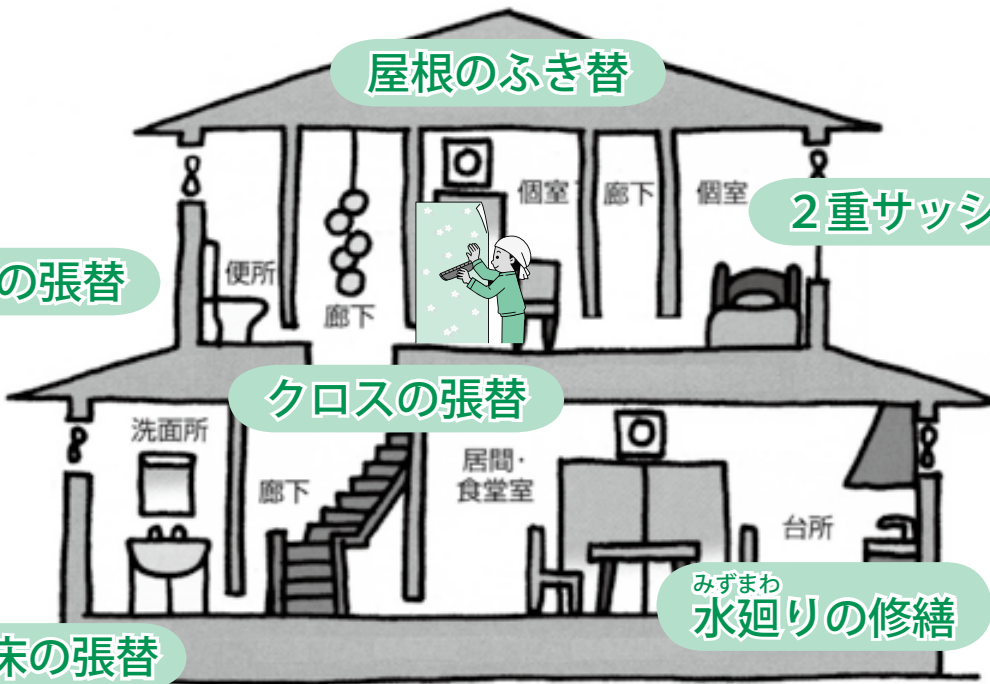 屋根のふき替
個室
廊下
個室
２重サッシ
の張替
便所
廊下
クロスの張替
洗面所
廊下
居間・
食堂室
台所
みずまわ
水廻りの修繕
床の張替